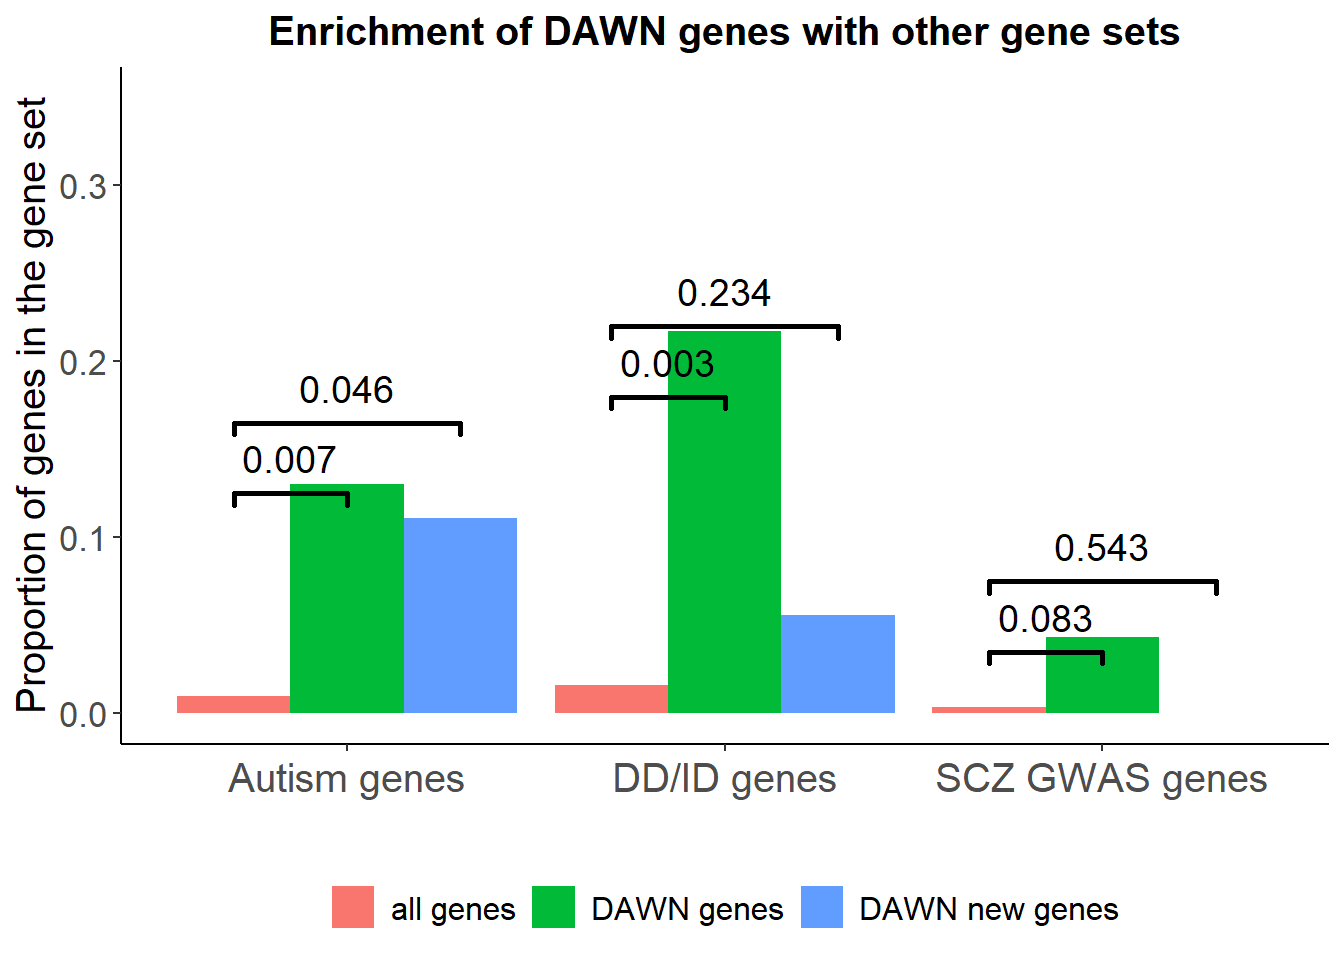 Enrichment of DAWN genes with other gene sets
Proportion of genes in the gene set
0.3
0.2
0.1
0.0
0.046
0.007
0.234
0.003
0.543
0.083
Autism genes
DD/ID genes
SCZ GWAS genes
all genes
DAWN genes
DAWN new genes